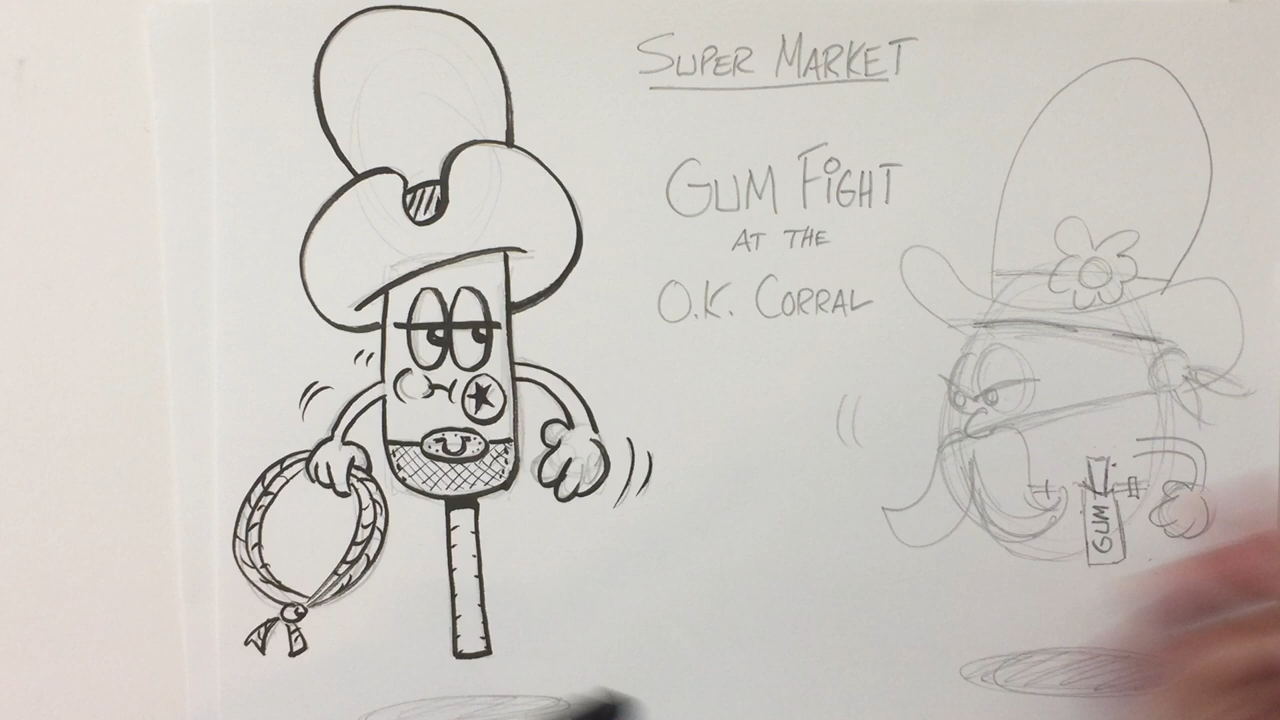 SUPER MARKET
GUM FiGHT
AT THE
O.K. CORRAL
GUM